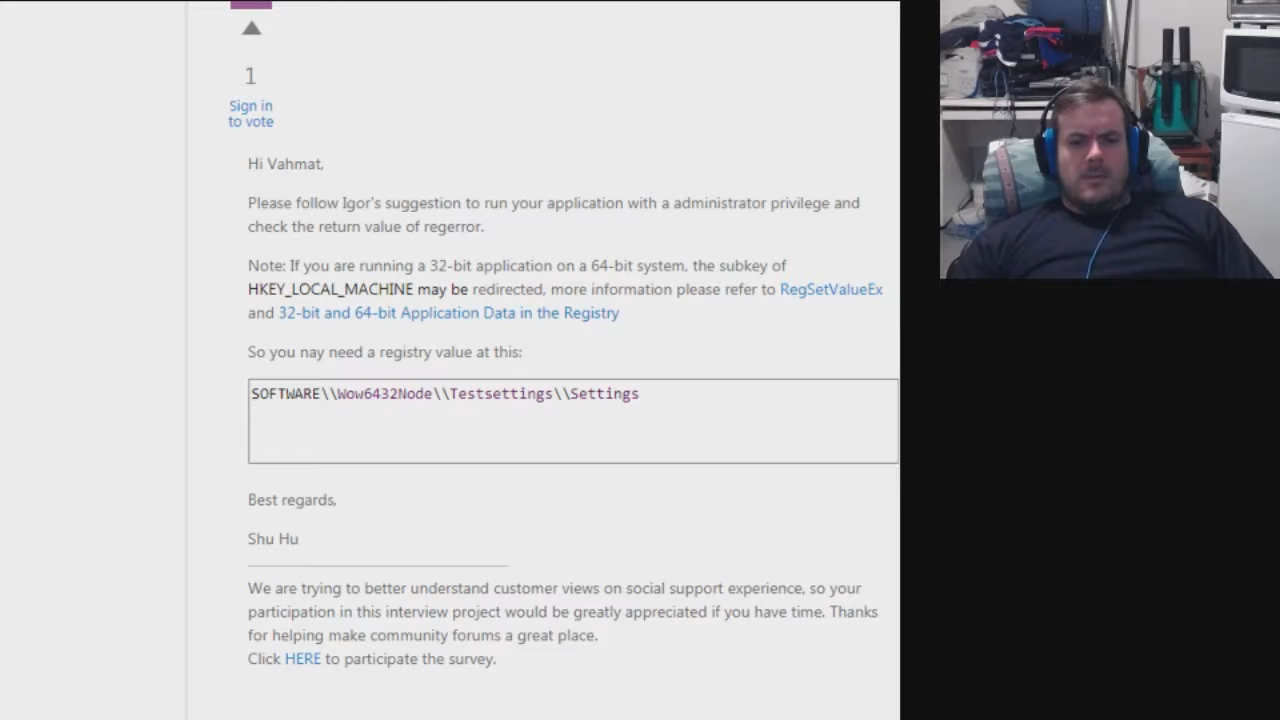 1
Sign in
to vote
Hi Vahmat,
Please follow Igor's suggestion to run your application with a administrator privilege and
check the return value of regerror.
Note: If you are running a 32-bit application on a 64-bit system, the subkey of
HKEY_LOCAL_MACHINE may be redirected, more information please refer to RegSetValueEx
and 32-bit and 64-bit Application Data in the Registry
So you nay need a registry value at this:
SOFTWARE\\Wow6432Node\\Testsettings\\Settings
Best regards,
Shu Hu
We are trying to better understand customer views on social support experience, so your
participation in this interview project would be greatly appreciated if you have time. Thanks
for helping make community forums a great place.
Click HERE to participate the survey.